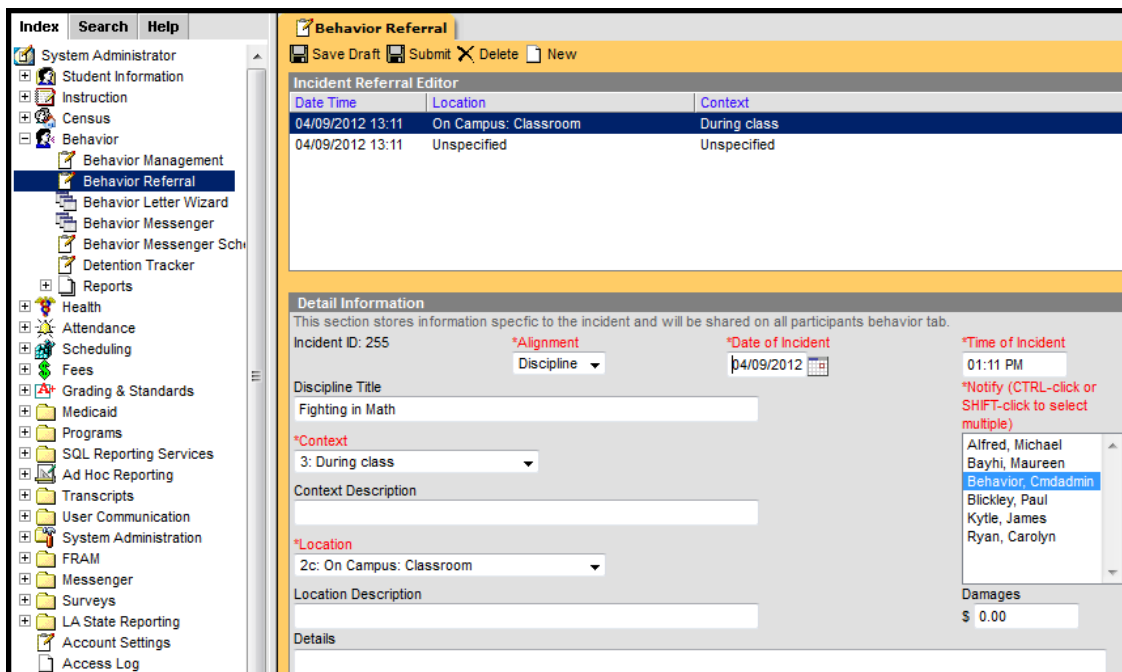 Index Search Help
System Administrator
Student Information
Instruction
Census
Behavior
Behavior Management
Behavior Referral
Behavior Letter Wizard
Behavior Messenger
Behavior Messenger Sch
Detention Tracker
Reports
Health
Attendance
Scheduling
Fees
Grading & Standards
Medicaid
Programs
SQL Reporting Services
Ad Hoc Reporting
Transcripts
User Communication
System Administration
FRAM
Messenger
Surveys
LA State Reporting
Account Settings
Access Log
Behavior Referral
Save Draft Submit Delete New
Incident Referral Editor
Date Time Location Context
04/09/2012 13:11 On Campus: Classroom During class
04/09/2012 13:11 Unspecified Unspecified
Detail Information
This section stores information specfic to the incident and will be shared on all participants behavior tab.
Incident ID: 255 *Alignment *Date of Incident *Time of Incident
Discipline 04/09/2012 01:11 PM
Discipline Title
Fighting in Math
*Context
3: During class
Context Description
*Location
2c: On Campus: Classroom
Location Description
Details
*Notify (CTRL-click or
SHIFT-click to select
multiple)
Alfred, Michael
Bayhi, Maureen
Behavior, Cmdadmin
Blickley, Paul
Kytle, James
Ryan, Carolyn
Damages
$ 0.00